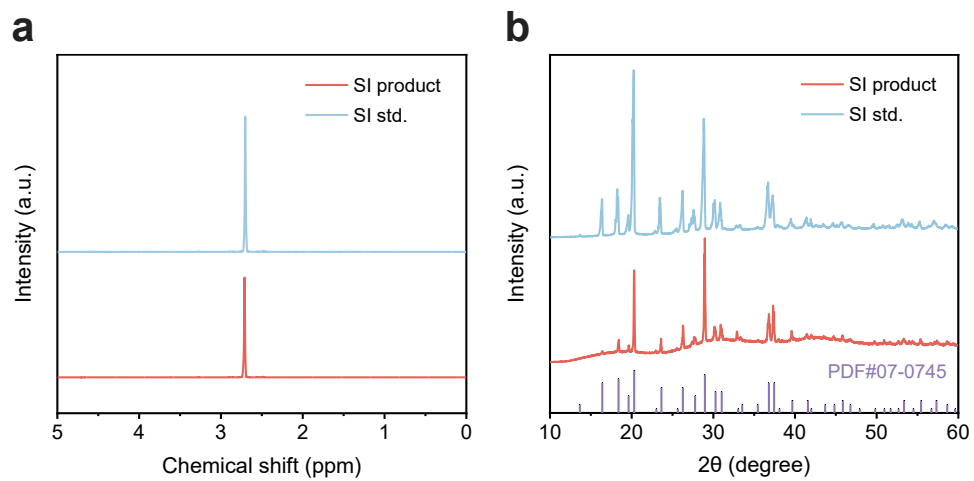 a
SI product
SI std.
Intensity (a.u.)
5
4
3
2
1
0
Chemical shift (ppm)
b
SI product
SI std.
Intensity (a.u.)
PDF#07-0745
10
20
30
40
50
60
2θ (degree)